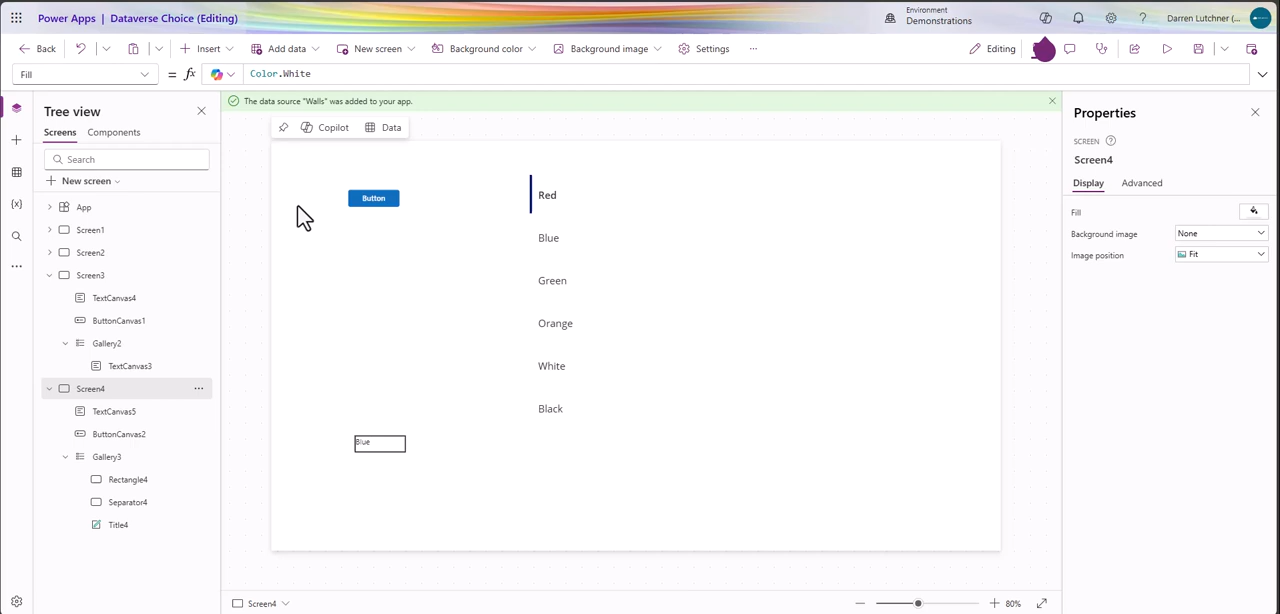 Power Apps | Dataverse Choice (Editing)
Environment
Demonstrations
Darren Lutchner (...
Back
Insert
Add data
New screen
Background color
Background image
Settings
...
Editing
Fill
= fx
Color.White
Tree view
Screens Components
Search
+ New screen
App
Screen1
Screen2
Screen3
TextCanvas4
ButtonCanvas1
Gallery2
TextCanvas3
Screen4
...
TextCanvas5
ButtonCanvas2
Gallery3
Rectangle4
Separator4
Title4
The data source "Walls" was added to your app.
Copilot
Data
Button
Red
Blue
Green
Orange
White
Black
Blue
Screen4
80%
Properties
SCREEN
Screen4
Display Advanced
Fill
Background image
None
Image position
Fit